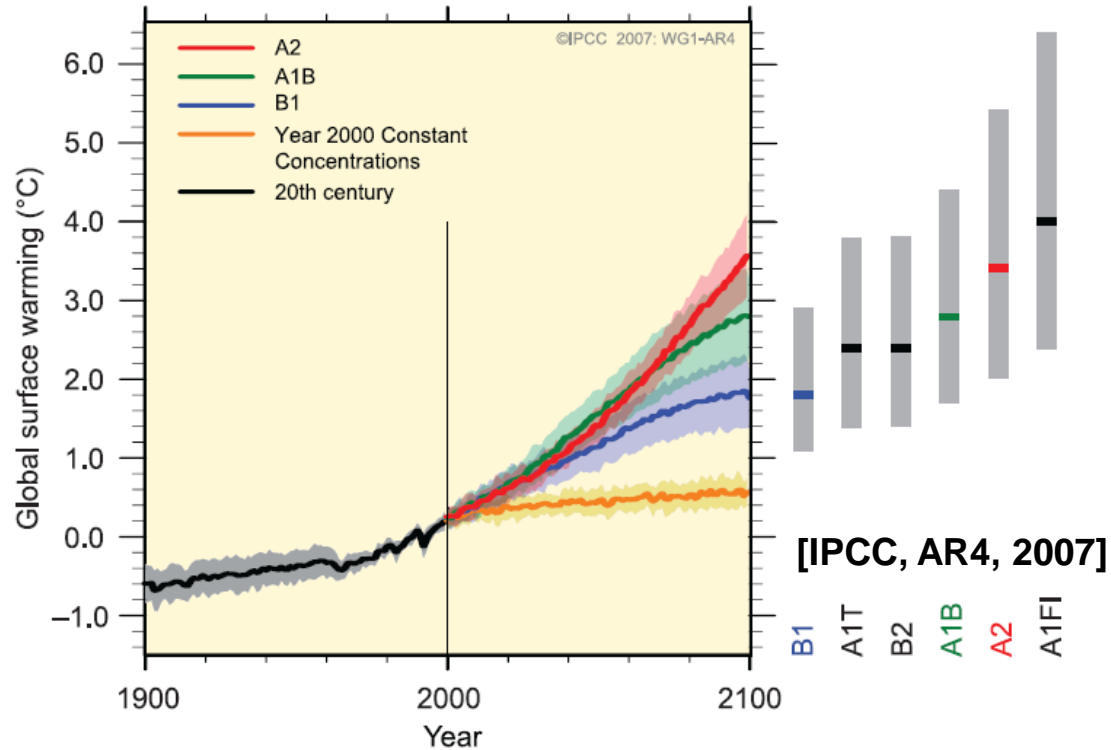 ©IPCC 2007: WG1-AR4
A2
A1B
B1
Year 2000 Constant
Concentrations
20th century
Global surface warming (°C)
6.0
5.0
4.0
3.0
2.0
1.0
0.0
–1.0
1900
2000
2100
Year
[IPCC, AR4, 2007]
B1
A1T
B2
A1B
A2
A1FI